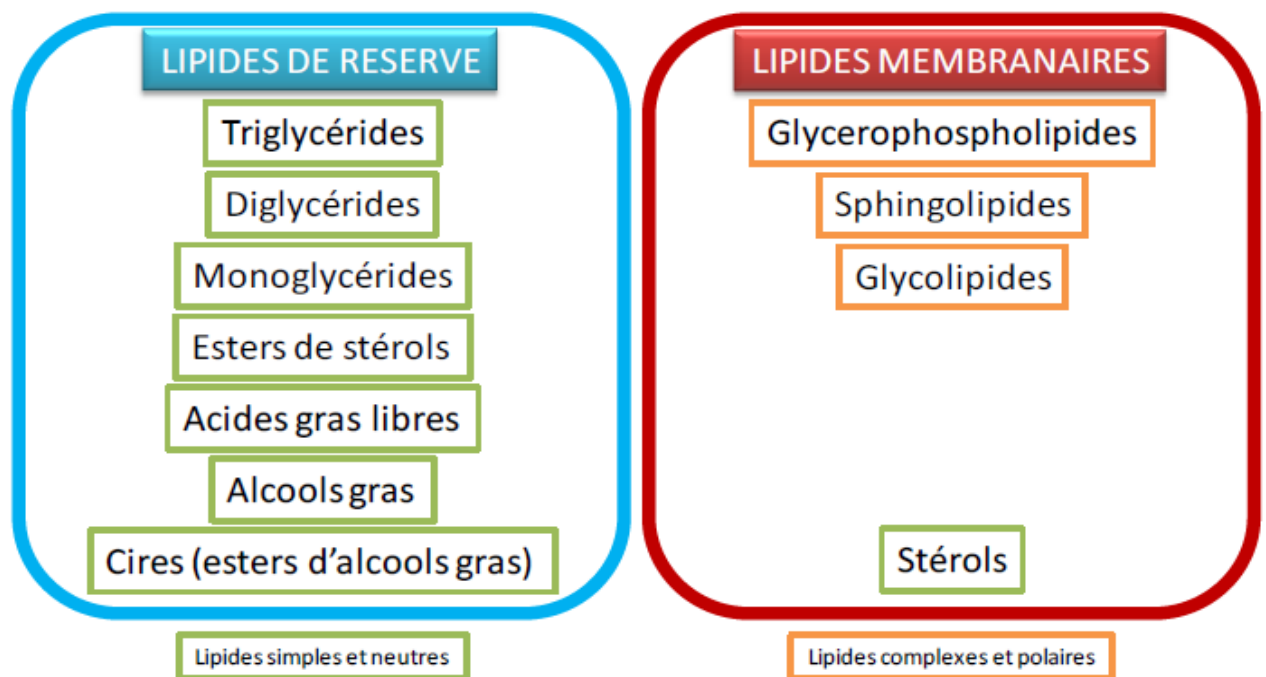 LIPIDES DE RESERVE
Triglycérides
Diglycérides
Monoglycérides
Esters de stérols
Acides gras libres
Alcools gras
Cires (esters d'alcools gras)
Lipides simples et neutres
LIPIDES MEMBRANAIRES
Glycerophospholipides
Sphingolipides
Glycolipides
Stérols
Lipides complexes et polaires